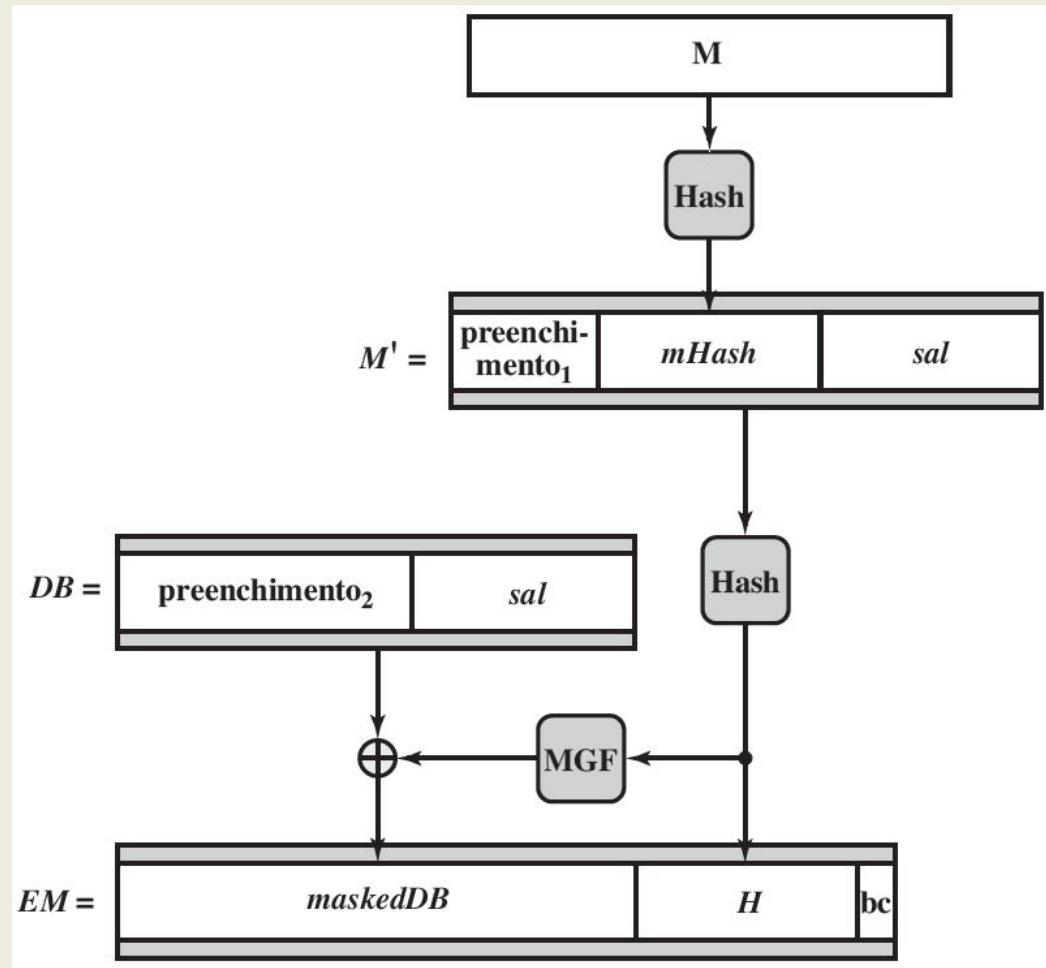 M
Hash
M' =
preenchi-
mento₁
mHash
sal
DB =
preenchimento₂
sal
Hash
MGF
EM =
maskedDB
H
bc